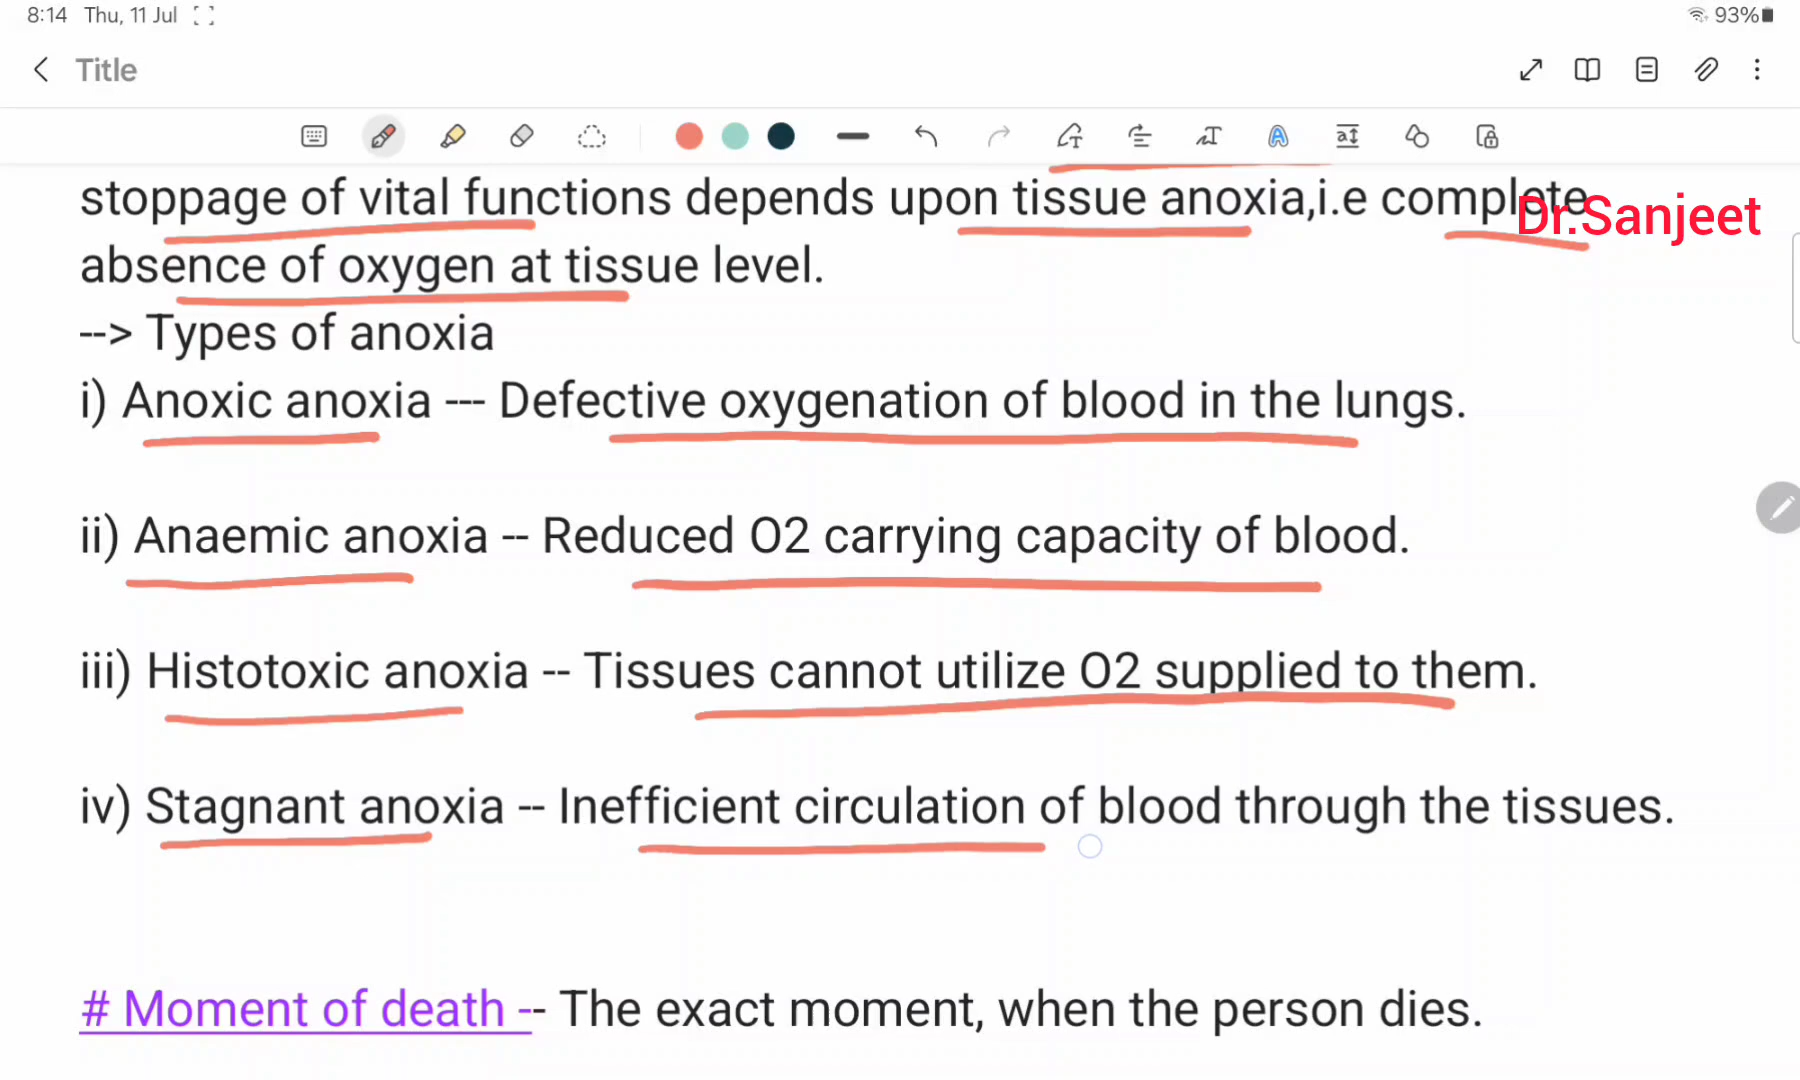 8:14 Thu, 11 Jul 93%
Title
stoppage of vital functions depends upon tissue anoxia,i.e complete
Dr.Sanjeet
absence of oxygen at tissue level.
--> Types of anoxia
i) Anoxic anoxia --- Defective oxygenation of blood in the lungs.
ii) Anaemic anoxia -- Reduced O2 carrying capacity of blood.
iii) Histotoxic anoxia -- Tissues cannot utilize O2 supplied to them.
iv) Stagnant anoxia -- Inefficient circulation of blood through the tissues.
# Moment of death -- The exact moment, when the person dies.